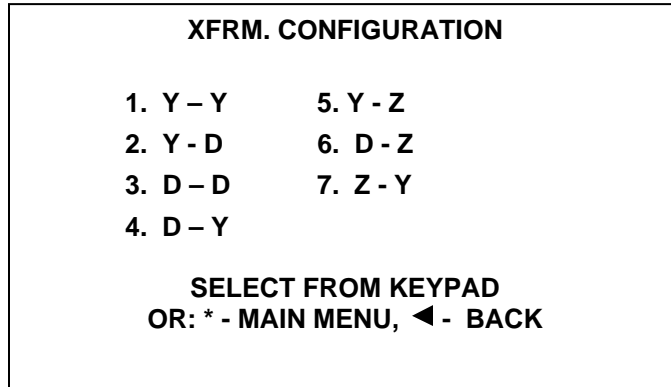 XFRM. CONFIGURATION
1. Y – Y 5. Y - Z
2. Y - D 6. D - Z
3. D – D 7. Z - Y
4. D – Y
SELECT FROM KEYPAD
OR: * - MAIN MENU, ◄ - BACK